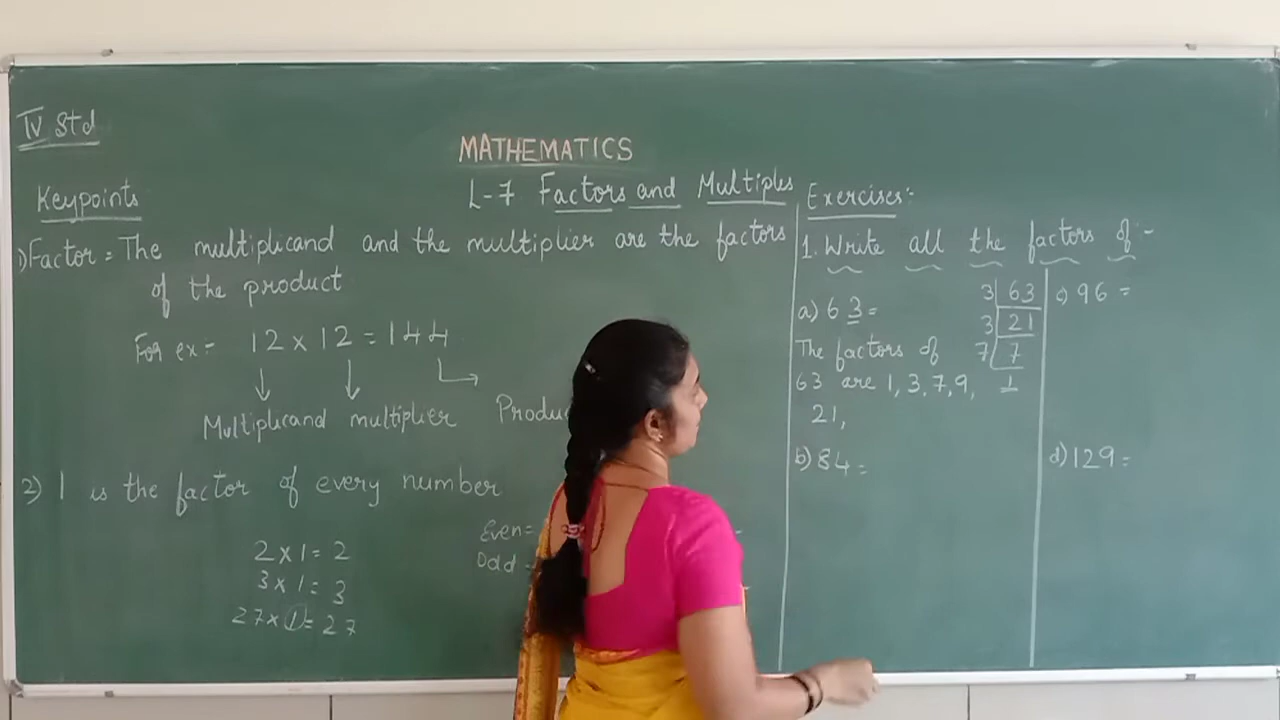 IV Std
MATHEMATICS
L-7 Factors and Multiples
Keypoints
1) Factor = The multiplicand and the multiplier are the factors
of the product
For ex:- 12 x 12 = 144
Multiplicand multiplier
2) 1 is the factor of every number
2 x 1 = 2
3 x 1 = 3
27 x 1 = 27
Even =
Odd =
Exercises:-
1. Write all the factors of :-
a) 63 =
The factors of
63 are 1, 3, 7, 9,
21,
3 63
3 21
7 7
1
b) 84 =
c) 96 =
d) 129 =